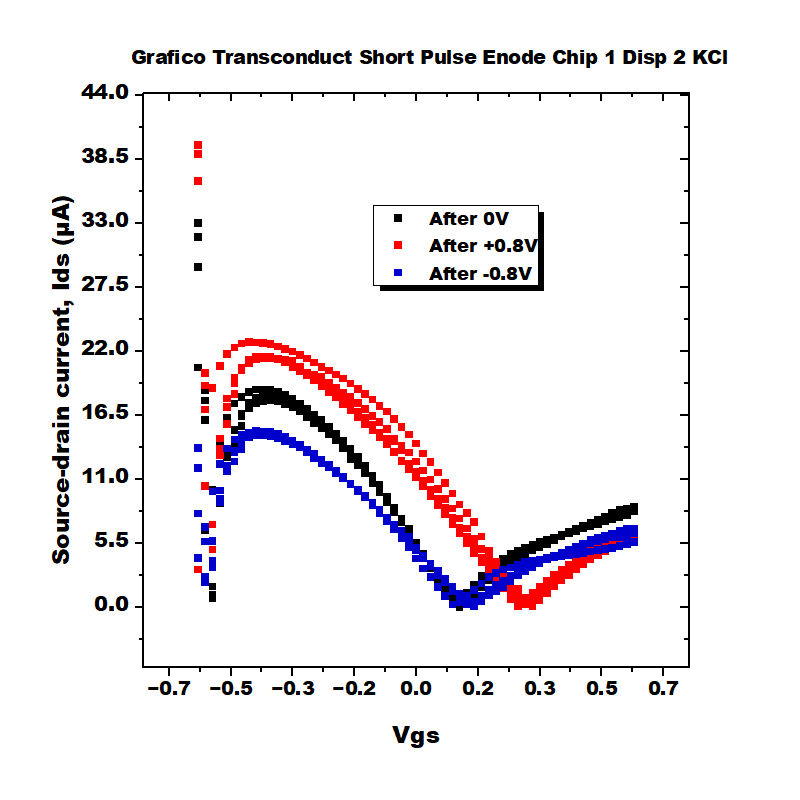 Grafico Transconduct Short Pulse Enode Chip 1 Disp 2 KCl
44.0
38.5
33.0
27.5
22.0
16.5
11.0
5.5
0.0
Source-drain current, Ids (µA)
After 0V
After +0.8V
After -0.8V
−0.7 −0.5 −0.3 −0.2 0.0 0.2 0.3 0.5 0.7
Vgs